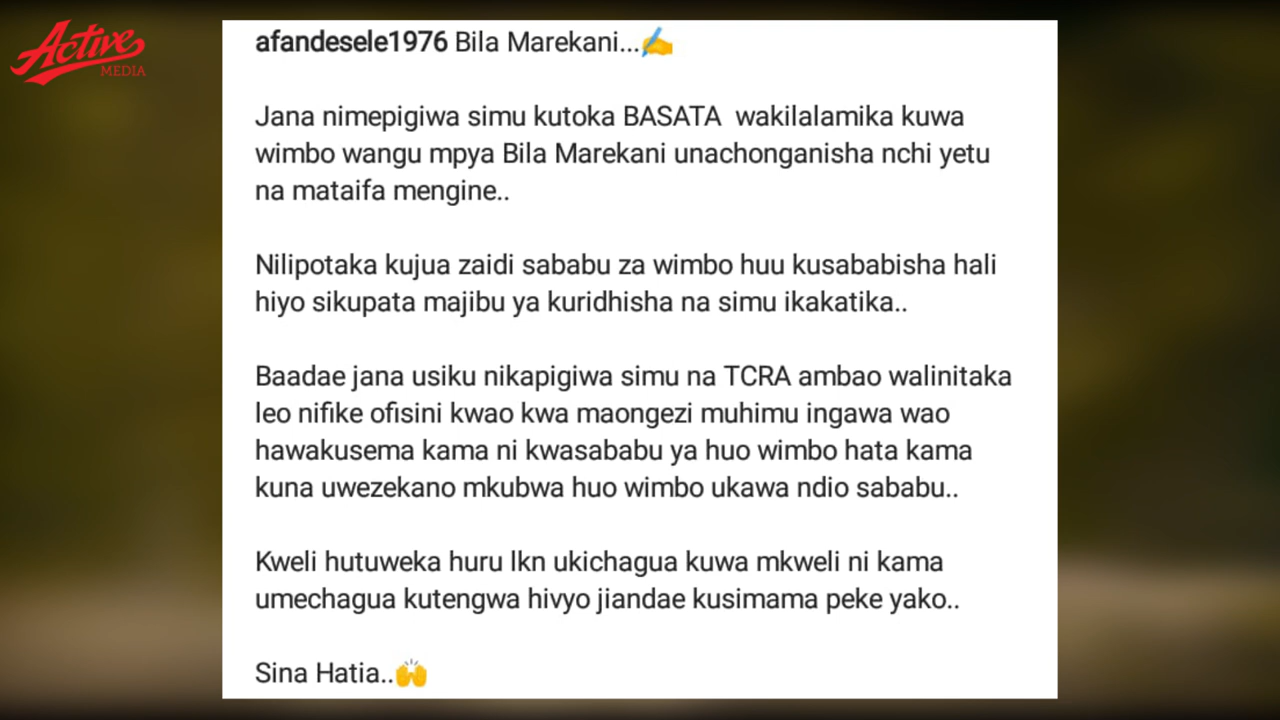 Active
MEDIA
afandesele1976 Bila Marekani...✍️
Jana nimepigiwa simu kutoka BASATA wakilalamika kuwa
wimbo wangu mpya Bila Marekani unachonganisha nchi yetu
na mataifa mengine..
Nilipotaka kujua zaidi sababu za wimbo huu kusababisha hali
hiyo sikupata majibu ya kuridhisha na simu ikakatika..
Baadae jana usiku nikapigiwa simu na TCRA ambao walinitaka
leo nifike ofisini kwao kwa maongezi muhimu ingawa wao
hawakusema kama ni kwasababu ya huo wimbo hata kama
kuna uwezekano mkubwa huo wimbo ukawa ndio sababu..
Kweli hutuweka huru lkn ukichagua kuwa mkweli ni kama
umechagua kutengwa hivyo jiandae kusimama peke yako..
Sina Hatia..🙌